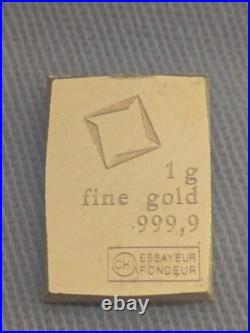 1 g
fine gold
999,9
CH
ESSAYEUR
FONDEUR